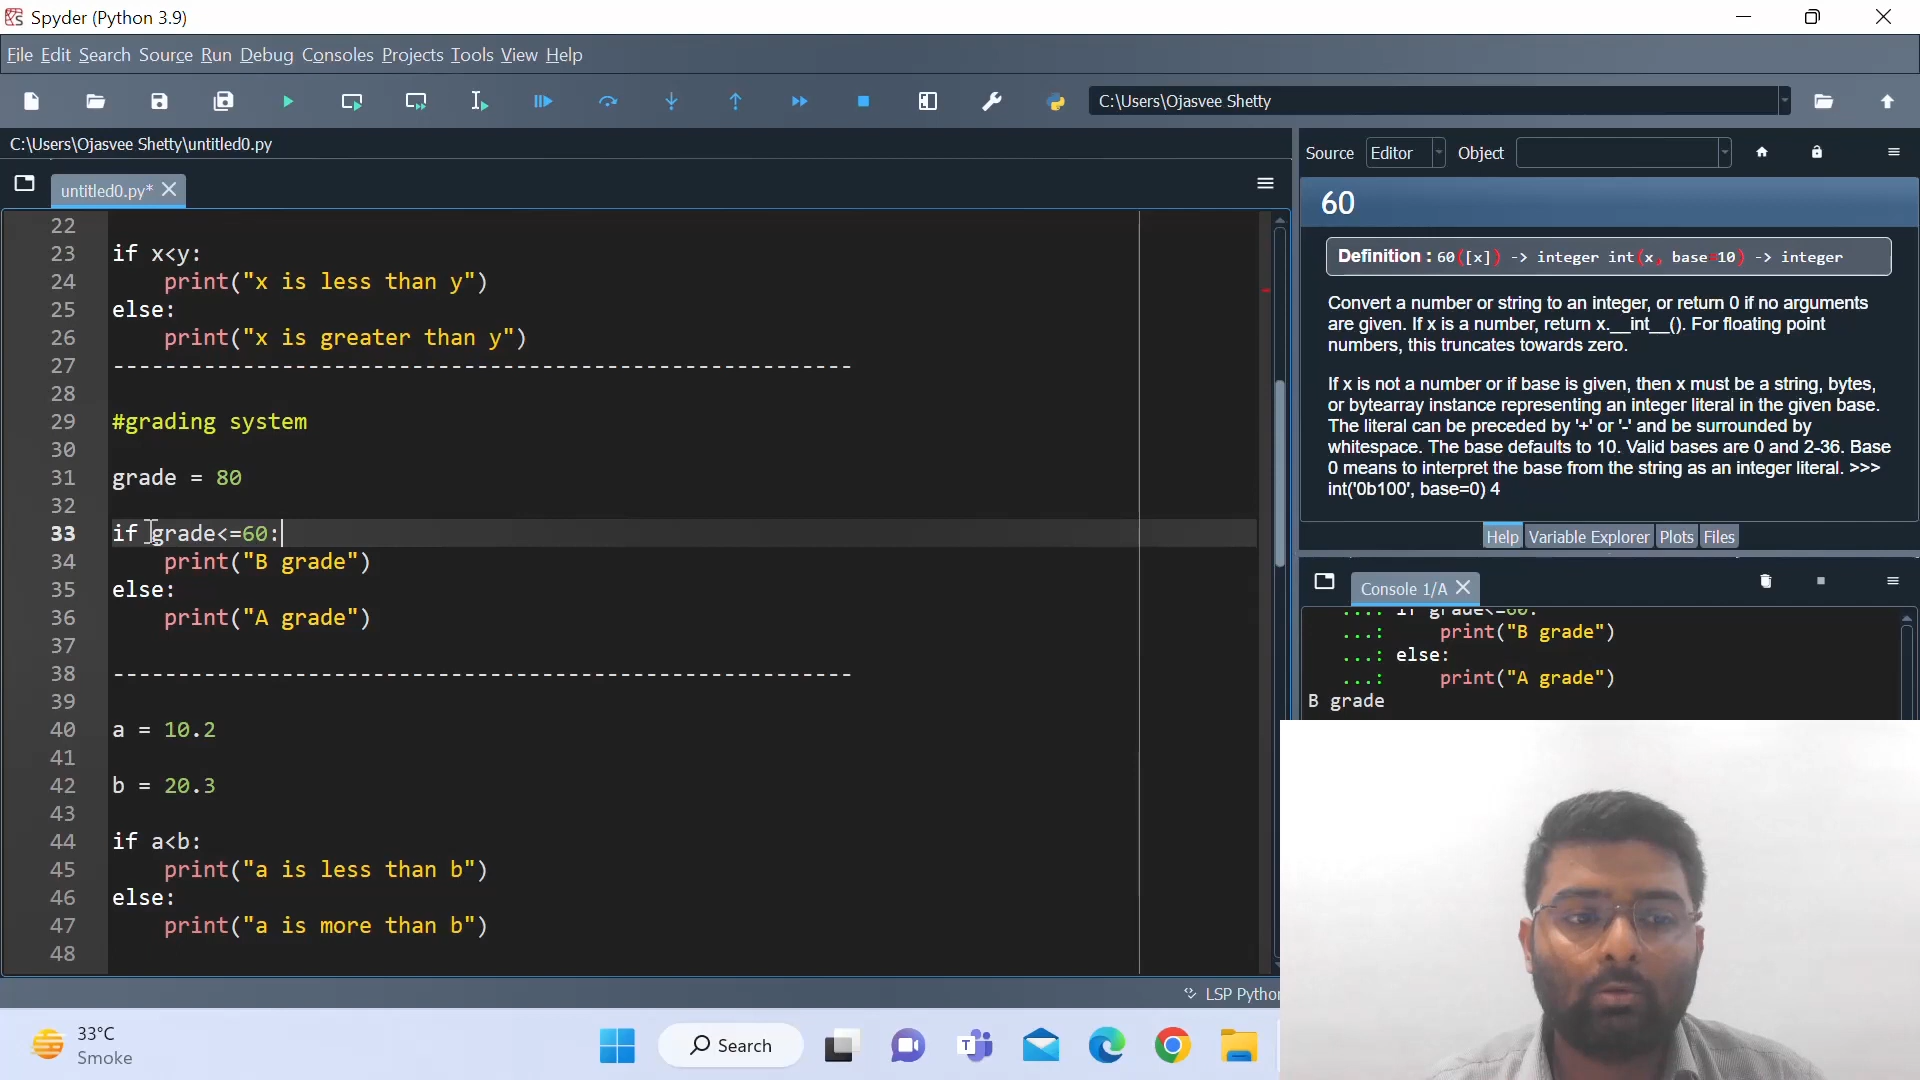 Spyder (Python 3.9)
File Edit Search Source Run Debug Consoles Projects Tools View Help
C:\Users\Ojasvee Shetty
C:\Users\Ojasvee Shetty\untitled0.py
untitled0.py*
22
23 if x<y:
24 print("x is less than y")
25 else:
26 print("x is greater than y")
27 ---------------------------------------------------------
28
29 #grading system
30
31 grade = 80
32
33 if grade<=60:
34 print("B grade")
35 else:
36 print("A grade")
37
38 ---------------------------------------------------------
39
40 a = 10.2
41
42 b = 20.3
43
44 if a<b:
45 print("a is less than b")
46 else:
47 print("a is more than b")
48
LSP Python
Source Editor Object
60
Definition : 60([x]) -> integer int(x, base=10) -> integer
Convert a number or string to an integer, or return 0 if no arguments
are given. If x is a number, return x.__int__(). For floating point
numbers, this truncates towards zero.
If x is not a number or if base is given, then x must be a string, bytes,
or bytearray instance representing an integer literal in the given base.
The literal can be preceded by '+' or '-' and be surrounded by
whitespace. The base defaults to 10. Valid bases are 0 and 2-36. Base
0 means to interpret the base from the string as an integer literal. >>>
int('0b100', base=0) 4
Help Variable Explorer Plots Files
Console 1/A
...: if grade<=60:
...: print("B grade")
...: else:
...: print("A grade")
B grade
33°C
Smoke
Search